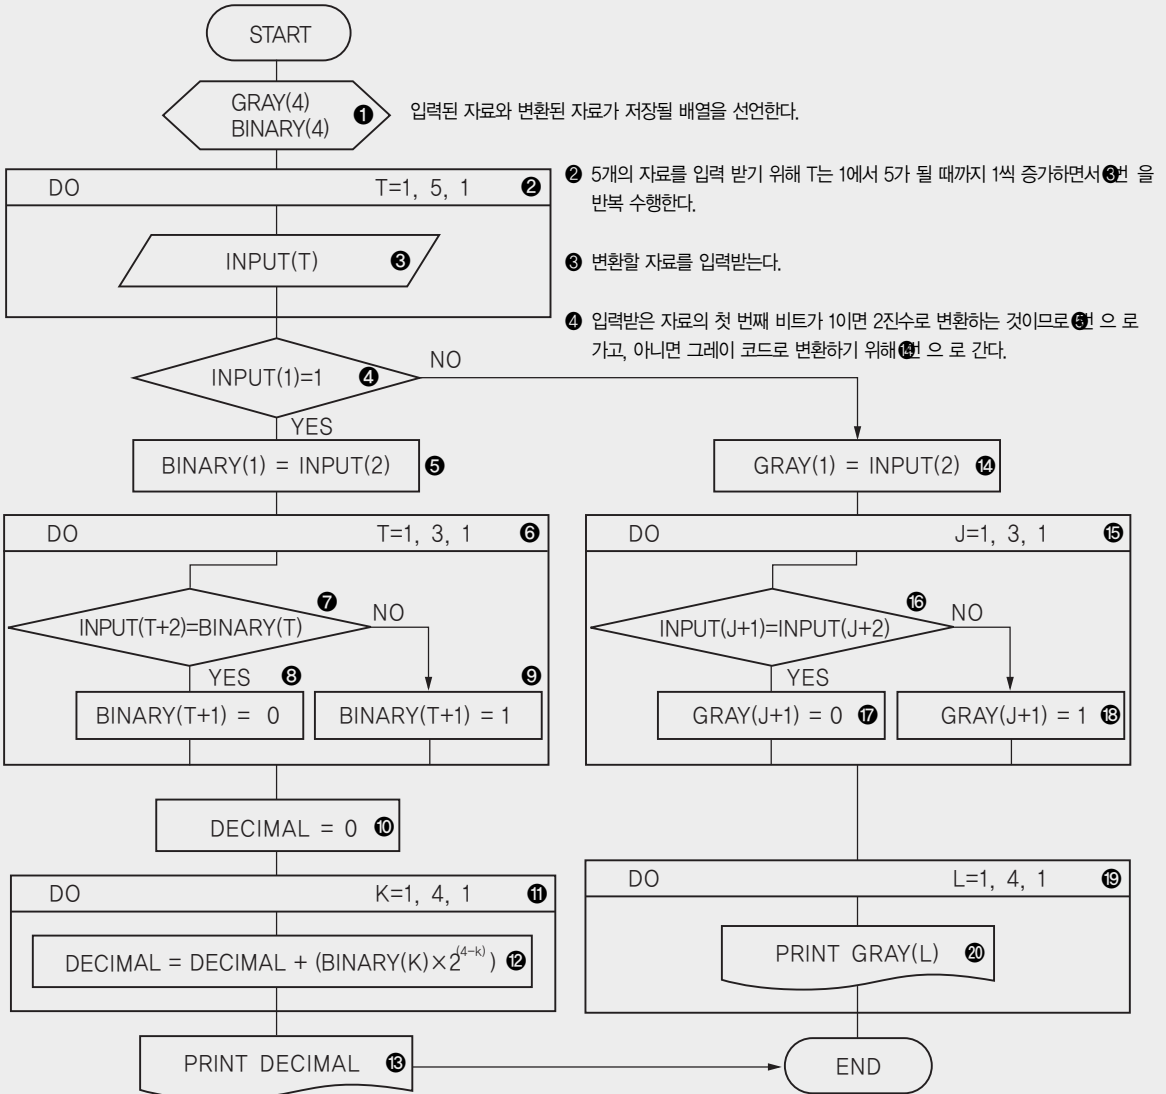 START
GRAY(4)
BINARY(4) ❶
입력된 자료와 변환된 자료가 저장될 배열을 선언한다.
DO T=1, 5, 1 ❷
❷ 5개의 자료를 입력 받기 위해 T는 1에서 5가 될 때까지 1씩 증가하면서 ❸번 을
반복 수행한다.
INPUT(T) ❸
❸ 변환할 자료를 입력받는다.
❹ 입력받은 자료의 첫 번째 비트가 1이면 2진수로 변환하는 것이므로 ❺번 으 로
가고, 아니면 그레이 코드로 변환하기 위해 ⓮번 으 로 간다.
INPUT(1)=1 ❹
NO
YES
BINARY(1) = INPUT(2) ❺
GRAY(1) = INPUT(2) ⓮
DO T=1, 3, 1 ❻
DO J=1, 3, 1 ⓯
INPUT(T+2)=BINARY(T) ❼
NO
INPUT(J+1)=INPUT(J+2) ⓰
NO
YES ❽
❾
YES
BINARY(T+1) = 0
BINARY(T+1) = 1
GRAY(J+1) = 0 ⓱
GRAY(J+1) = 1 ⓲
DECIMAL = 0 ❿
DO K=1, 4, 1 ⓫
DO L=1, 4, 1 ⓳
DECIMAL = DECIMAL + (BINARY(K)×2^(4-k)) ⓬
PRINT GRAY(L) ⓴
PRINT DECIMAL ⓭
END